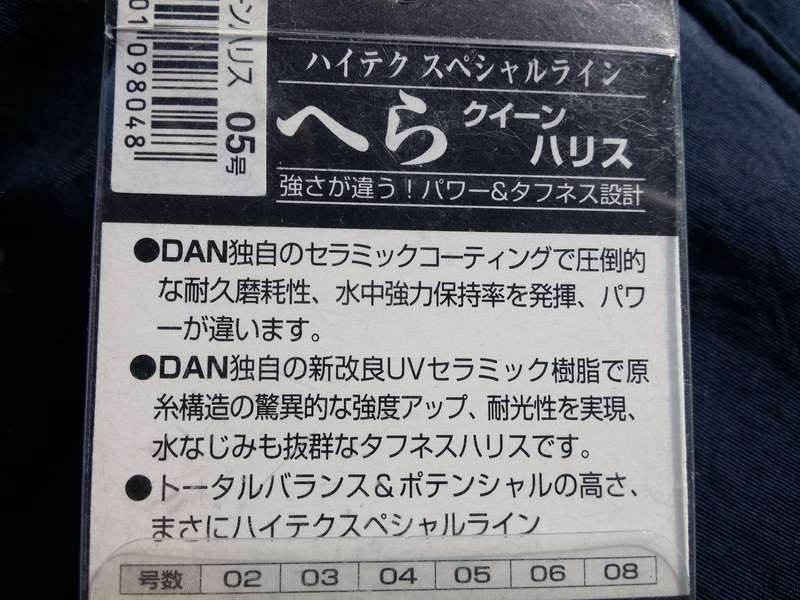 ンハリス 05号
01098048
ハイテク スペシャルライン
へら クイーン
ハリス
強さが違う!パワー&タフネス設計
●DAN独自のセラミックコーティングで圧倒的
な耐久磨耗性、水中強力保持率を発揮、パワ
ーが違います。
●DAN独自の新改良UVセラミック樹脂で原
糸構造の驚異的な強度アップ、耐光性を実現、
水なじみも抜群なタフネスハリスです。
●トータルバランス&ポテンシャルの高さ、
まさにハイテクスペシャルライン
号数 02 03 04 05 06 08